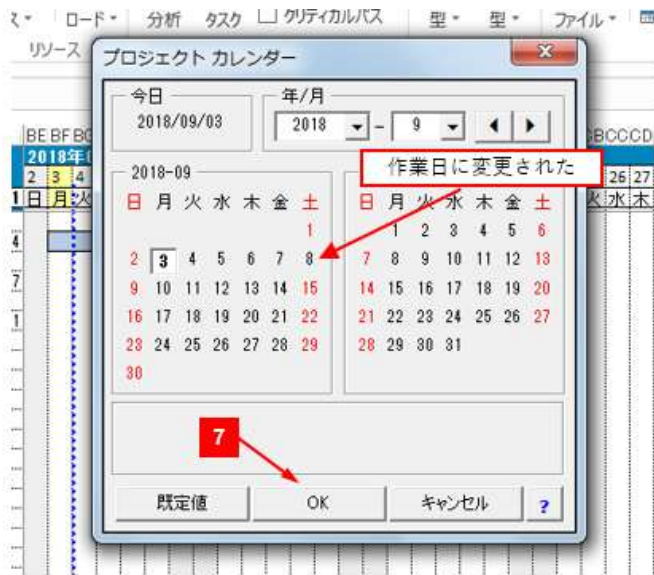 ロード 分析 タスク クリティカルパス 型 型 ファイル
リソース
プロジェクト カレンダー
今日
2018/09/03
年/月
2018 - 9
作業日に変更された
2018-09
日 月 火 水 木 金 土
1
2 3 4 5 6 7 8
9 10 11 12 13 14 15
16 17 18 19 20 21 22
23 24 25 26 27 28 29
30
日 月 火 水 木 金 土
1 2 3 4 5 6
7 8 9 10 11 12 13
14 15 16 17 18 19 20
21 22 23 24 25 26 27
28 29 30 31
7
既定値 OK キャンセル ?
BE BF
2018年
2 3 4
日 月 火
26 27
火 水 木